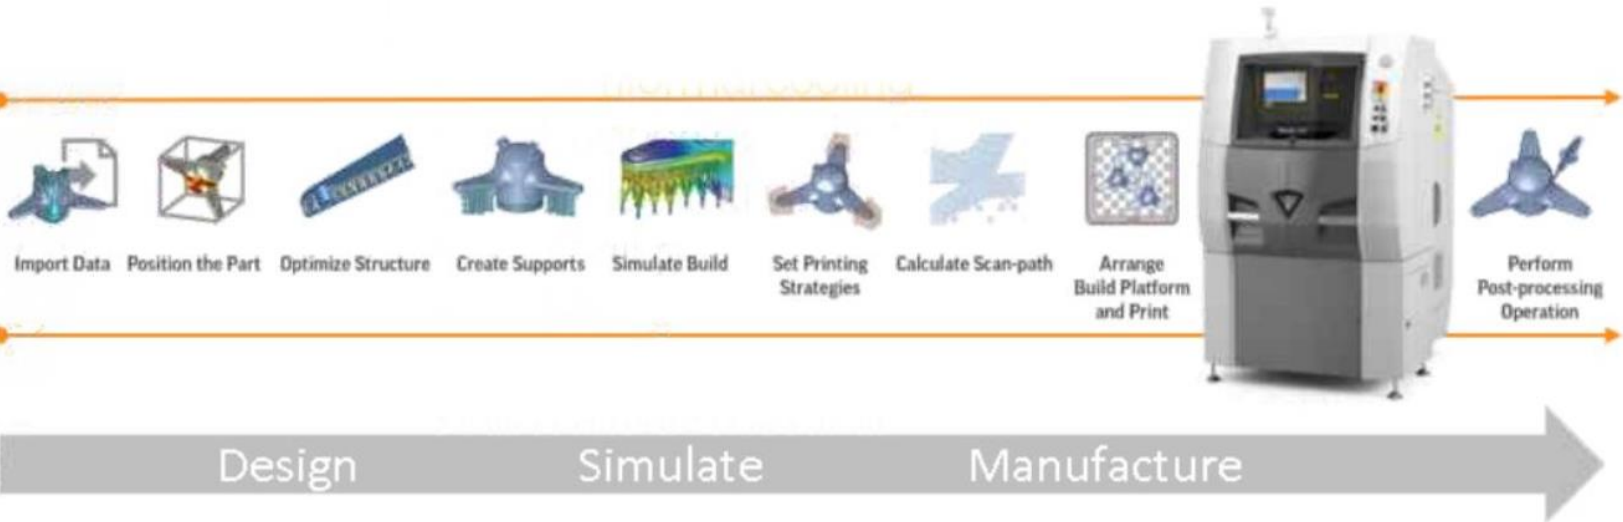 Import Data
Position the Part
Optimize Structure
Create Supports
Simulate Build
Set Printing
Strategies
Calculate Scan-path
Arrange
Build Platform
and Print
Perform
Post-processing
Operation
Design
Simulate
Manufacture